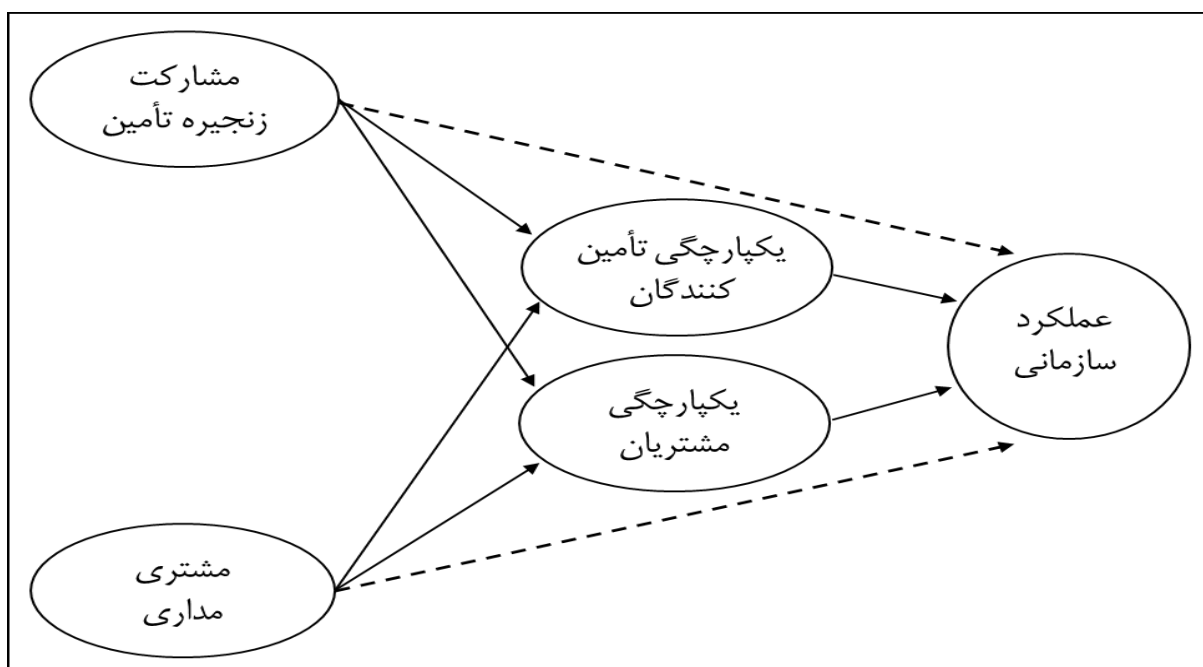 مشارکت
زنجیره تأمین
یکپارچگی تأمین
کنندگان
عملکرد
سازمانی
یکپارچگی
مشتریان
مشتری
مداری